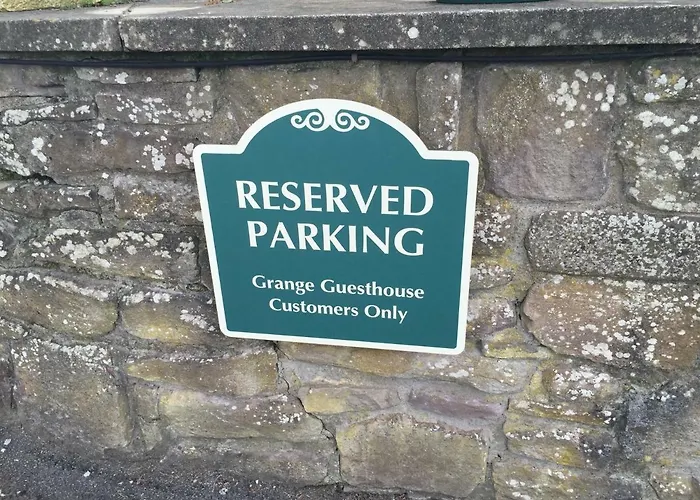 RESERVED
PARKING
Grange Guesthouse
Customers Only